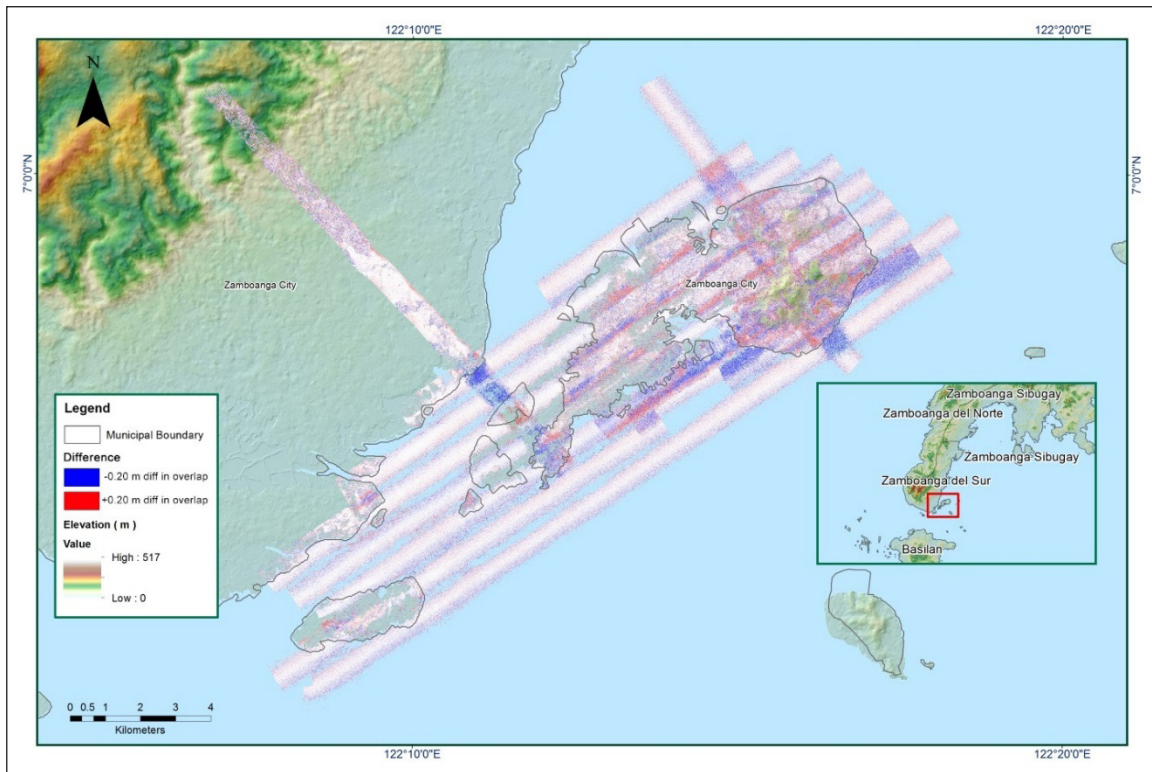 122°10'0"E
122°20'0"E
N
7°0'0"N
7°0'0"N
Zamboanga City
Zamboanga City
Legend
Municipal Boundary
Difference
-0.20 m diff in overlap
+0.20 m diff in overlap
Elevation ( m )
Value
High : 517
Low : 0
Zamboanga Sibugay
Zamboanga del Norte
Zamboanga Sibugay
Zamboanga del Sur
Basilan
0 0.5 1 2 3 4
Kilometers
122°10'0"E
122°20'0"E